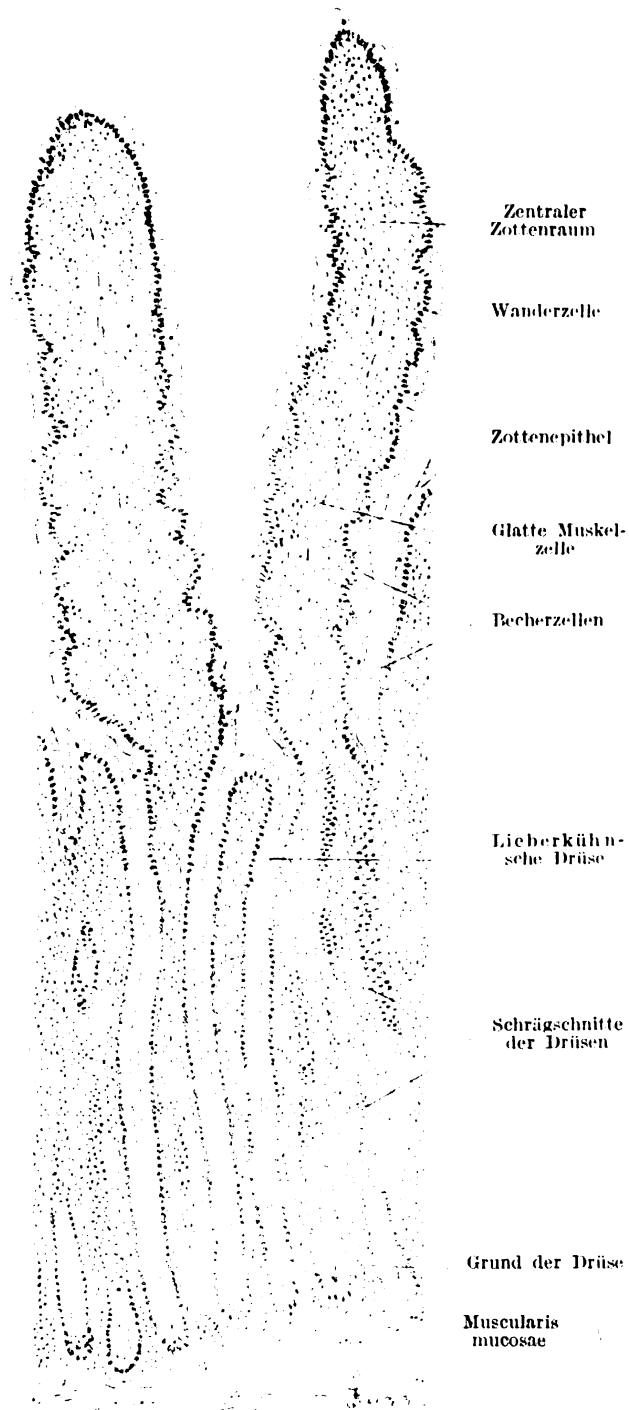 Zentraler
Zottenraum
Wanderzelle
Zottenepithel
Glatte Muskel-
zelle
Becherzellen
Lieberkühn-
sche Drüse
Schrägschnitte
der Drüsen
Grund der Drüse
Muscularis
mucosae